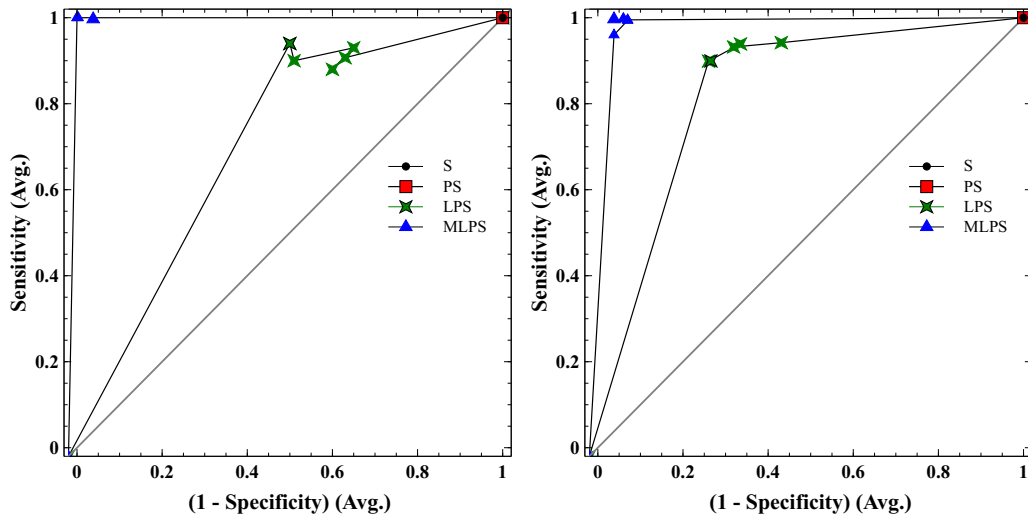 1
0.8
0.6
0.4
0.2
0
Sensitivity (Avg.)
S
PS
LPS
MLPS
0 0.2 0.4 0.6 0.8 1
(1 - Specificity) (Avg.)
1
0.8
0.6
0.4
0.2
0
Sensitivity (Avg.)
S
PS
LPS
MLPS
0 0.2 0.4 0.6 0.8 1
(1 - Specificity) (Avg.)